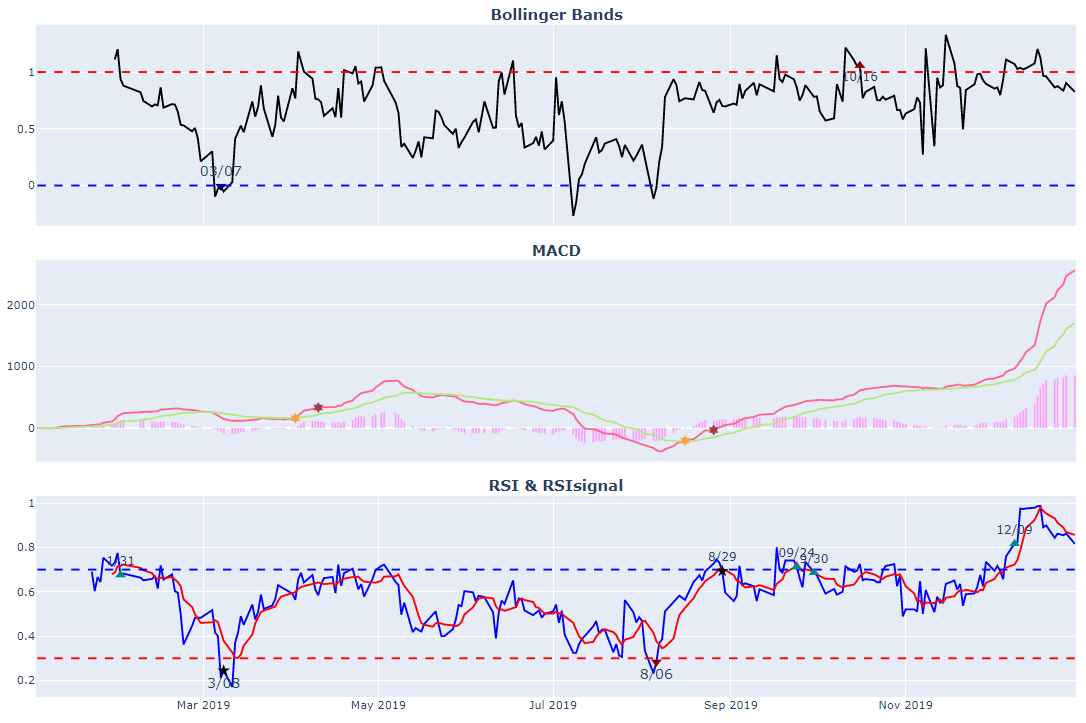 Bollinger Bands
1
10/16
0.5
03/07
0
MACD
2000
1000
0
RSI & RSIsignal
1
12/09
0.8
1/31
8/29
09/24
9/30
0.6
0.4
8/06
0.2
3/08
Mar 2019
May 2019
Jul 2019
Sep 2019
Nov 2019